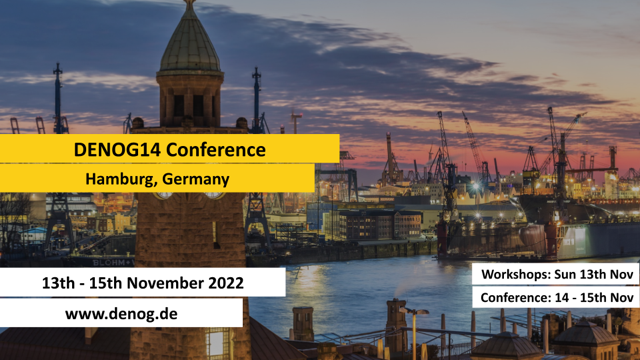 DENOG14 Conference
Hamburg, Germany
BLOHM+
13th - 15th November 2022
www.denog.de
Workshops: Sun 13th Nov
Conference: 14 - 15th Nov